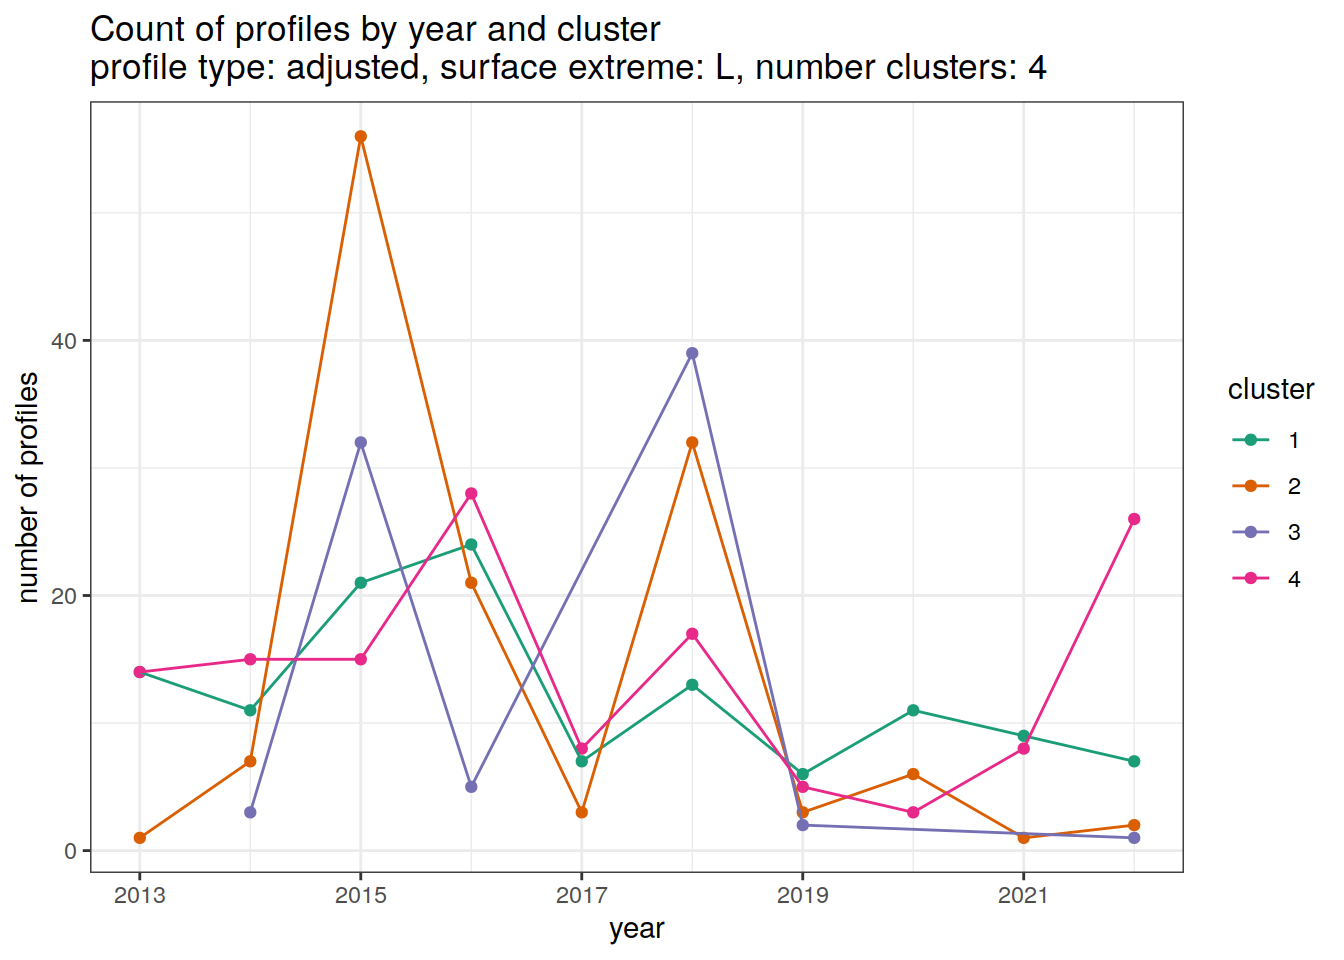 Count of profiles by year and cluster
profile type: adjusted, surface extreme: L, number clusters: 4
number of profiles
40
20
0
2013
2015
2017
2019
2021
year
cluster
1
2
3
4